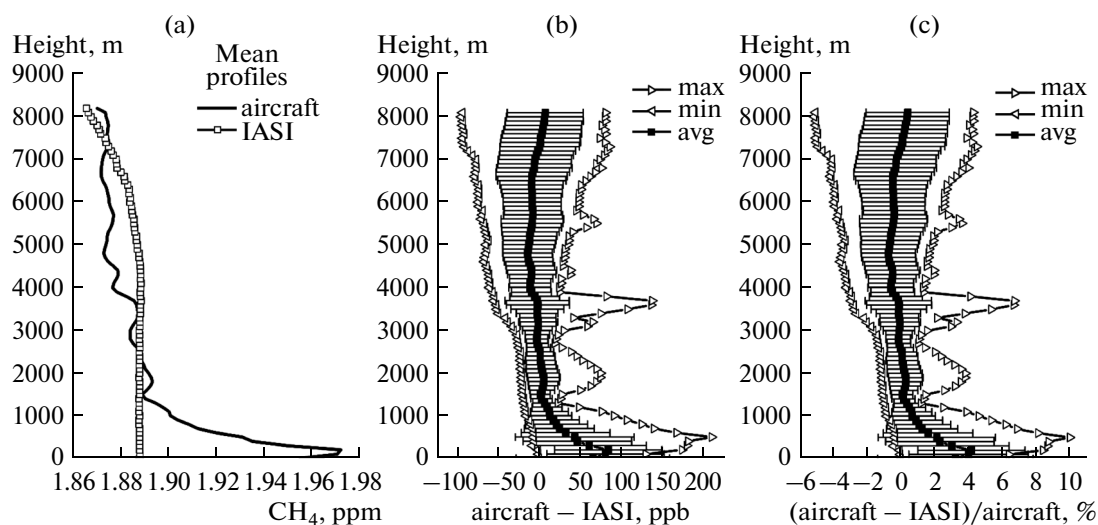 (a)
Height, m
9000
8000
7000
6000
5000
4000
3000
2000
1000
0
Mean
profiles
aircraft
IASI
1.86 1.88 1.90 1.92 1.94 1.96 1.98
CH₄, ppm
(b)
Height, m
9000
8000
7000
6000
5000
4000
3000
2000
1000
0
max
min
avg
−100 −50 0 50 100 150 200
aircraft − IASI, ppb
(c)
Height, m
9000
8000
7000
6000
5000
4000
3000
2000
1000
0
max
min
avg
−6 −4 −2 0 2 4 6 8 10
(aircraft − IASI)/aircraft, %